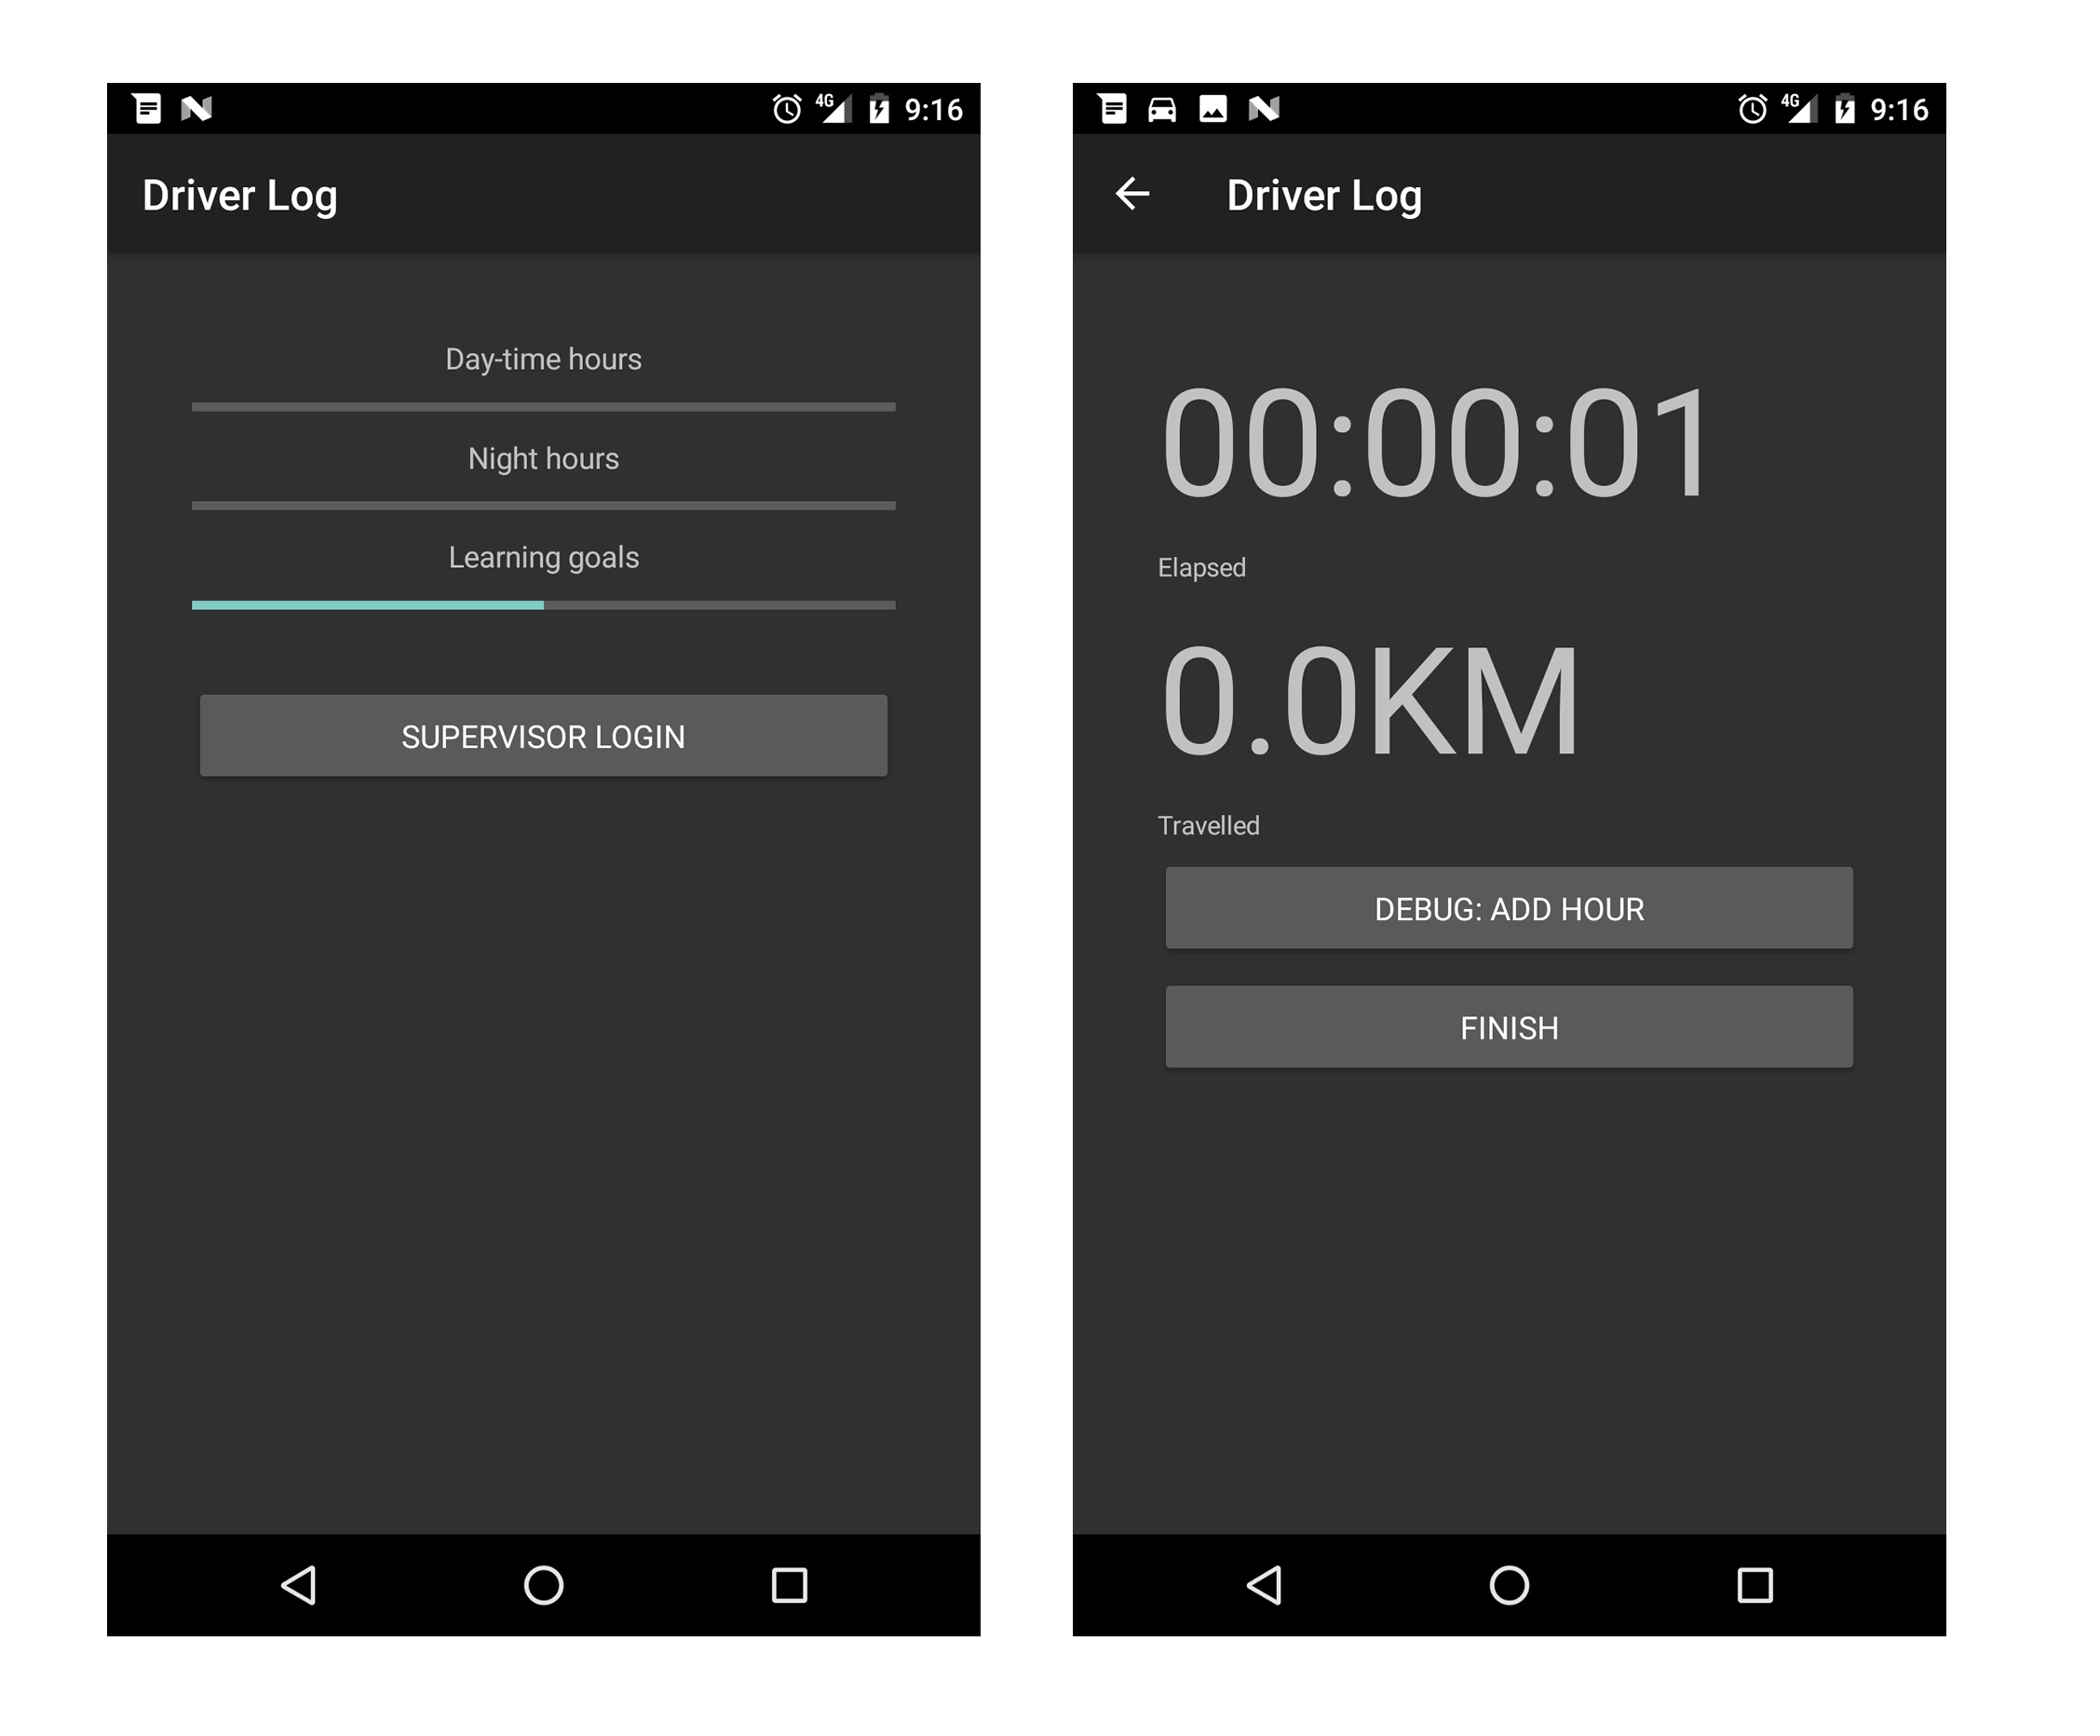 4G 9:16
Driver Log
Day-time hours
Night hours
Learning goals
SUPERVISOR LOGIN
4G 9:16
Driver Log
00:00:01
Elapsed
0.0KM
Travelled
DEBUG: ADD HOUR
FINISH